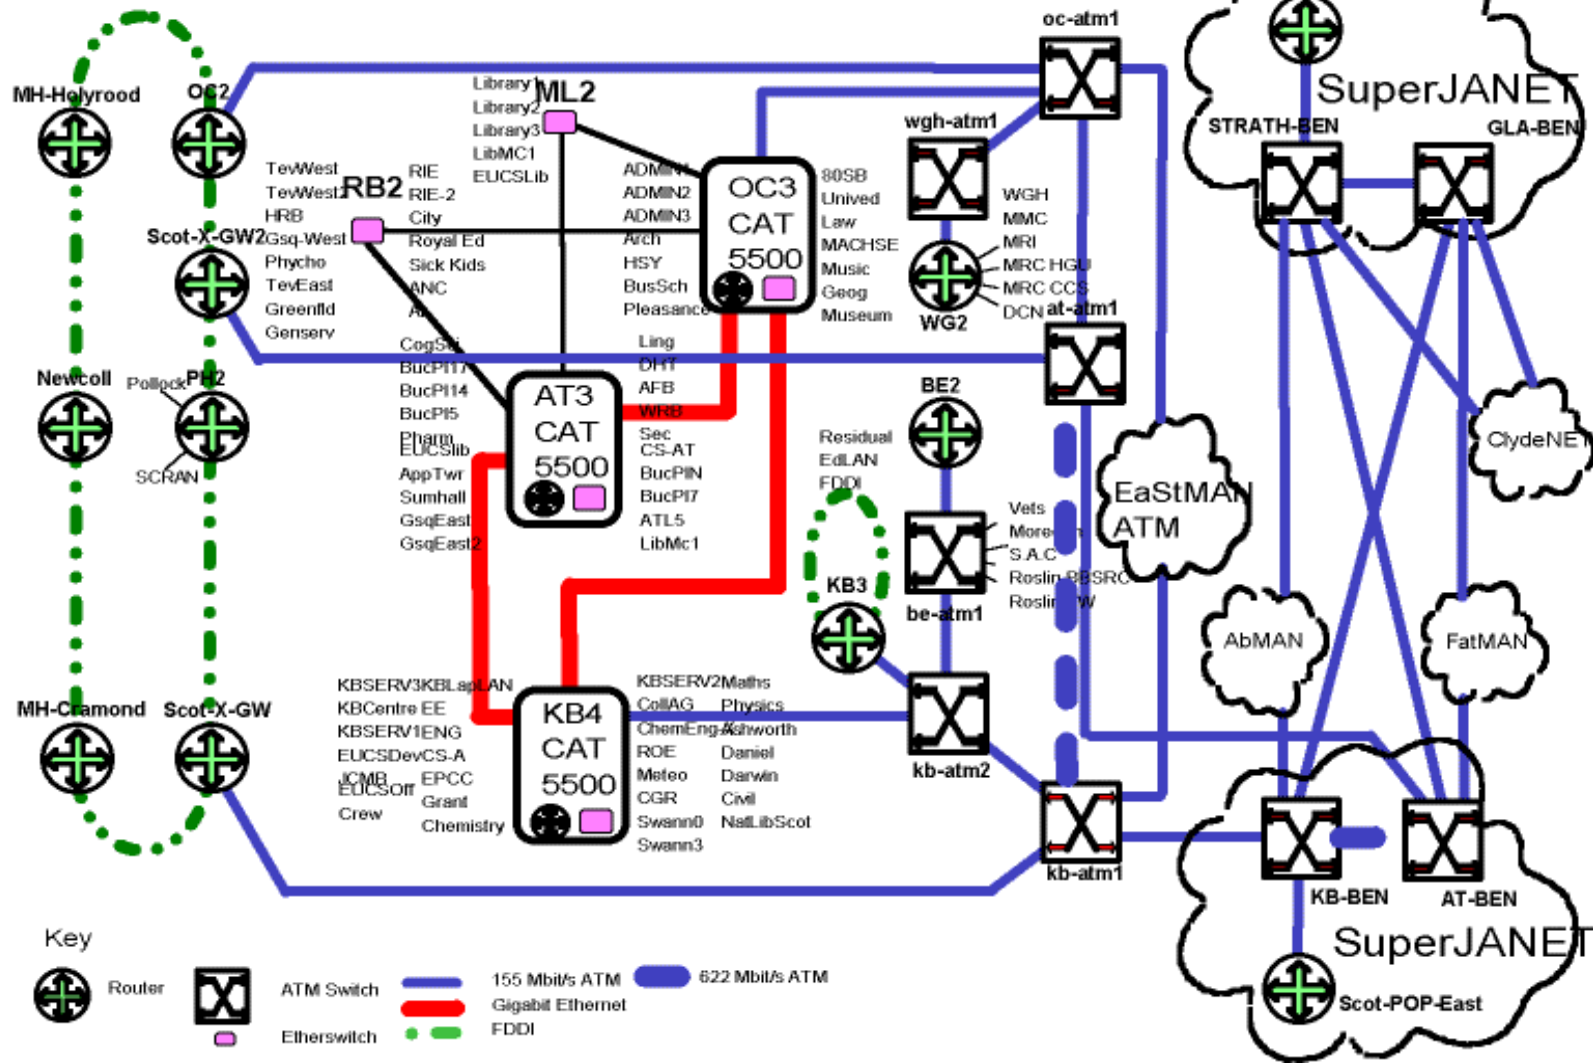 oc-atm1
SuperJANET
STRATH-BEN
GLA-BEN
MH-Holyrood
OC2
Library1
Library2
Library3
LibMC1
EUCSLib
ML2
wgh-atm1
TevWest
TevWest2
HRB
Gsq-West
Phycho
TevEast
Greenfld
Genserv
RB2
RIE
RIE-2
City
Royal Ed
Sick Kids
ANC
ADMIN1
ADMIN2
ADMIN3
Arch
HSY
BusSch
Pleasance
OC3
CAT
5500
80SB
Unived
Law
MACHSE
Music
Geog
Museum
WGH
MMC
MRI
MRC HGU
MRC CCS
DCN
WG2
at-atm1
Scot-X-GW2
Newcoll
Pollock
PH2
SCRAN
CogSci
BucPl17
BucPl14
BucPl5
Pharm
EUCSlib
AppTwr
Sumhall
GsqEast
GsqEast2
AT3
CAT
5500
Ling
DHT
AFB
WRB
Sec
CS-AT
BucPlN
BucPl7
ATL5
LibMc1
BE2
Residual
EdLAN
FDDI
KB3
be-atm1
Vets
S.A.C
Roslin BBSRC
EaStMAN
ATM
ClydeNET
AbMAN
FatMAN
MH-Cramond
Scot-X-GW
KBSERV3
KBCentre
KBSERV1
EUCSDev
JCMB
EUCSOff
Crew
KBLapLAN
EE
ENG
CS-A
EPCC
Grant
Chemistry
KB4
CAT
5500
KBSERV2
CollAG
ROE
Meteo
CGR
Swann0
Swann3
Maths
Physics
Ashworth
Daniel
Darwin
Civil
NatLibScot
kb-atm2
kb-atm1
KB-BEN
AT-BEN
SuperJANET
Scot-POP-East
Key
Router
ATM Switch
Etherswitch
155 Mbit/s ATM
622 Mbit/s ATM
Gigabit Ethernet
FDDI